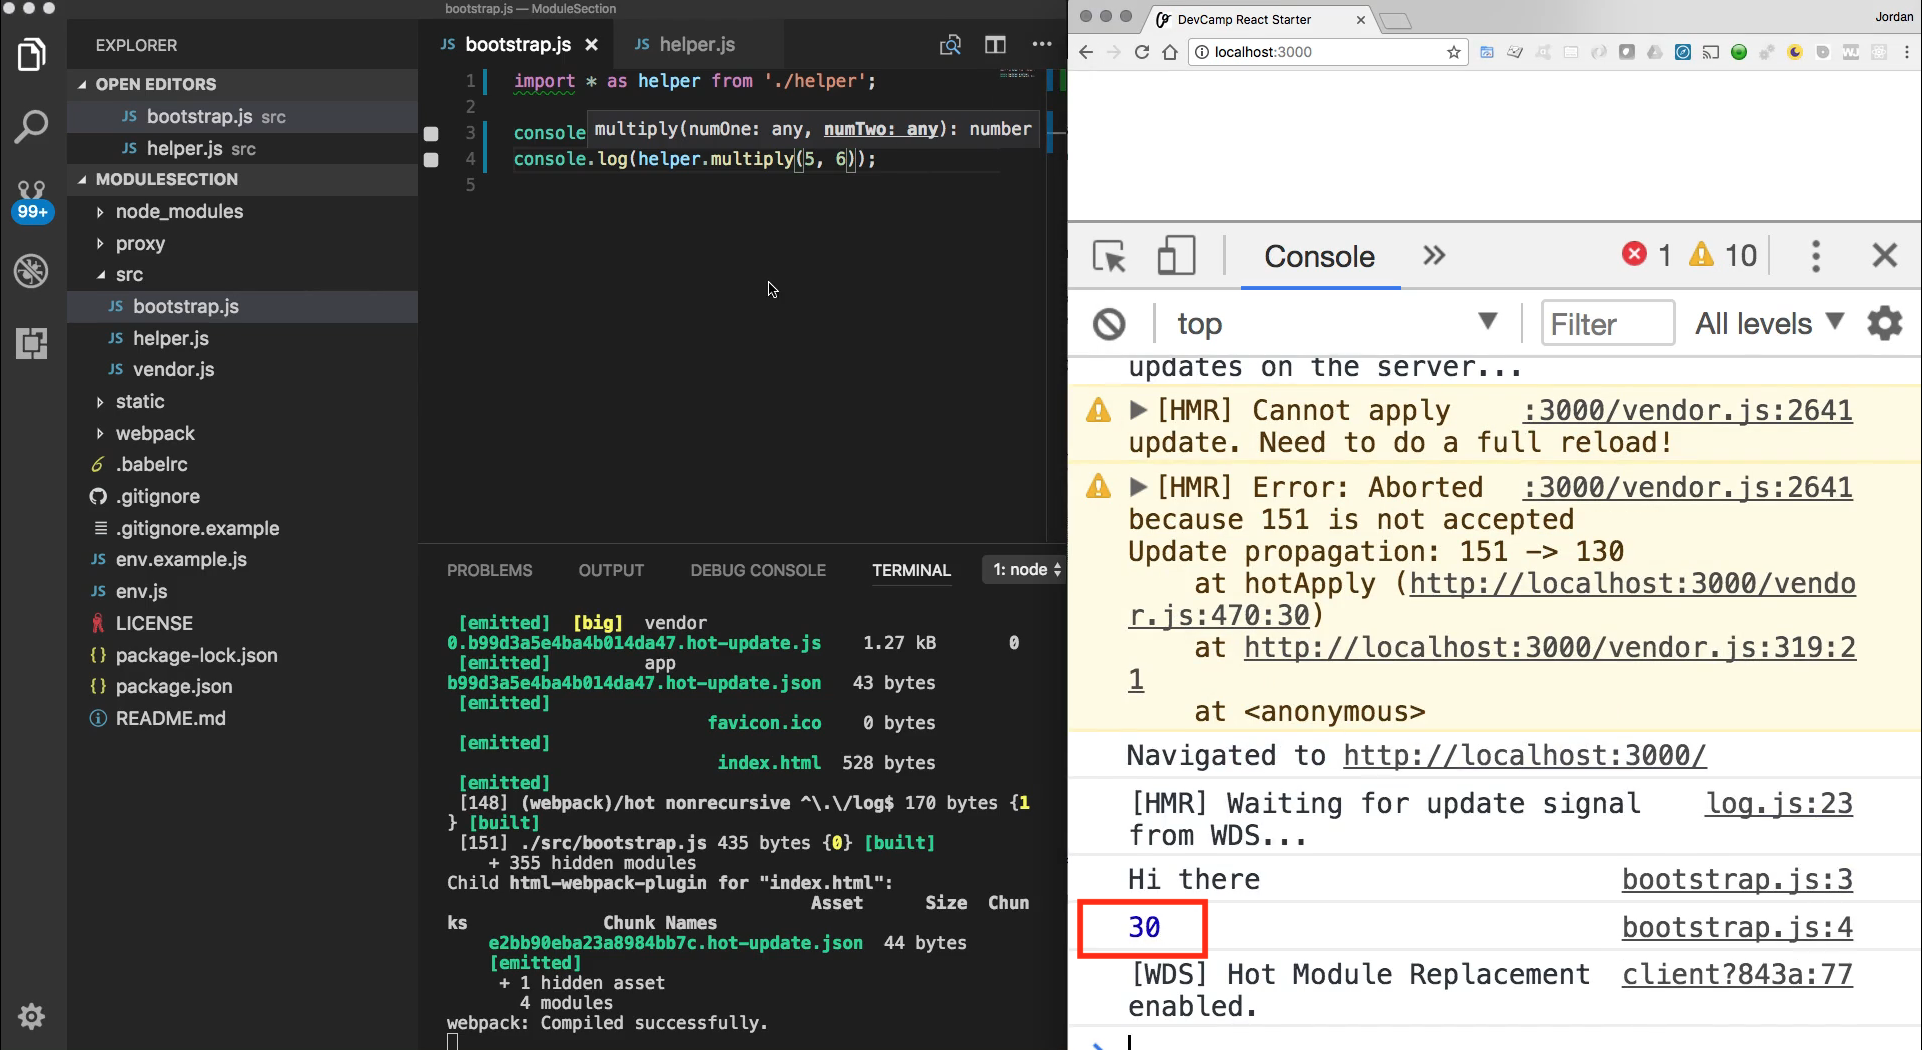 bootstrap.js — ModuleSection
EXPLORER
OPEN EDITORS
JS bootstrap.js src
JS helper.js src
MODULESECTION
node_modules
proxy
src
JS bootstrap.js
JS helper.js
JS vendor.js
static
webpack
.babelrc
.gitignore
.gitignore.example
JS env.example.js
JS env.js
LICENSE
{} package-lock.json
{} package.json
README.md
99+
JS bootstrap.js × JS helper.js
1 import * as helper from './helper';
2
3 console
multiply(numOne: any, numTwo: any): number
4 console.log(helper.multiply(5, 6));
5
PROBLEMS OUTPUT DEBUG CONSOLE TERMINAL 1: node
[emitted] [big] vendor
0.b99d3a5e4ba4b014da47.hot-update.js 1.27 kB 0
[emitted] app
b99d3a5e4ba4b014da47.hot-update.json 43 bytes
[emitted]
favicon.ico 0 bytes
[emitted]
index.html 528 bytes
[emitted]
[148] (webpack)/hot nonrecursive ^\.\/log$ 170 bytes {1
} [built]
[151] ./src/bootstrap.js 435 bytes {0} [built]
+ 355 hidden modules
Child html-webpack-plugin for "index.html":
Asset Size Chun
ks Chunk Names
e2bb90eba23a8984bb7c.hot-update.json 44 bytes
[emitted]
+ 1 hidden asset
4 modules
webpack: Compiled successfully.
DevCamp React Starter × Jordan
localhost:3000
Console 1 10
top Filter All levels
updates on the server...
[HMR] Cannot apply :3000/vendor.js:2641
update. Need to do a full reload!
[HMR] Error: Aborted :3000/vendor.js:2641
because 151 is not accepted
Update propagation: 151 -> 130
at hotApply (http://localhost:3000/vendo
r.js:470:30)
at http://localhost:3000/vendor.js:319:2
1
at <anonymous>
Navigated to http://localhost:3000/
[HMR] Waiting for update signal log.js:23
from WDS...
Hi there bootstrap.js:3
30 bootstrap.js:4
[WDS] Hot Module Replacement client?843a:77
enabled.